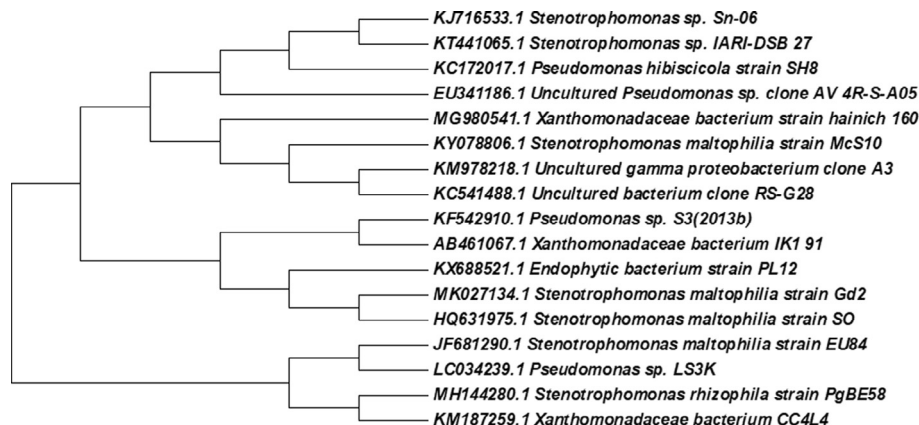 KJ716533.1 Stenotrophomonas sp. Sn-06
KT441065.1 Stenotrophomonas sp. IARI-DSB 27
KC172017.1 Pseudomonas hibiscicola strain SH8
EU341186.1 Uncultured Pseudomonas sp. clone AV 4R-S-A05
MG980541.1 Xanthomonadaceae bacterium strain hainich 160
KY078806.1 Stenotrophomonas maltophilia strain McS10
KM978218.1 Uncultured gamma proteobacterium clone A3
KC541488.1 Uncultured bacterium clone RS-G28
KF542910.1 Pseudomonas sp. S3(2013b)
AB461067.1 Xanthomonadaceae bacterium IK1 91
KX688521.1 Endophytic bacterium strain PL12
MK027134.1 Stenotrophomonas maltophilia strain Gd2
HQ631975.1 Stenotrophomonas maltophilia strain SO
JF681290.1 Stenotrophomonas maltophilia strain EU84
LC034239.1 Pseudomonas sp. LS3K
MH144280.1 Stenotrophomonas rhizophila strain PgBE58
KM187259.1 Xanthomonadaceae bacterium CC4L4